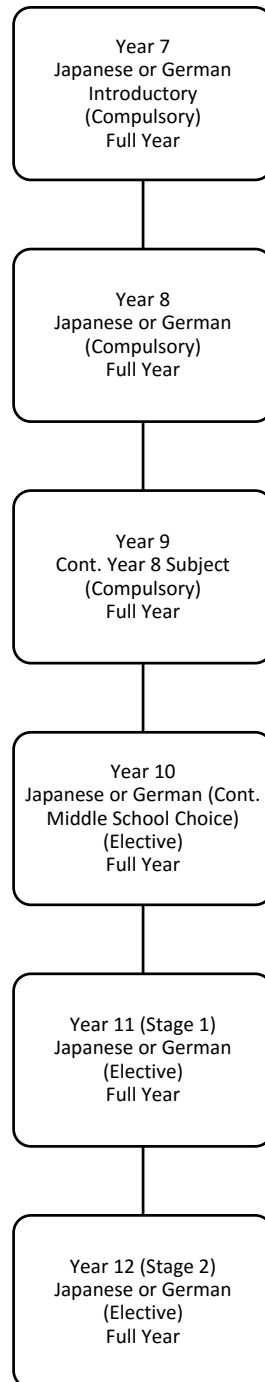 Year 7
Japanese or German
Introductory
(Compulsory)
Full Year
Year 8
Japanese or German
(Compulsory)
Full Year
Year 9
Cont. Year 8 Subject
(Compulsory)
Full Year
Year 10
Japanese or German (Cont.
Middle School Choice)
(Elective)
Full Year
Year 11 (Stage 1)
Japanese or German
(Elective)
Full Year
Year 12 (Stage 2)
Japanese or German
(Elective)
Full Year